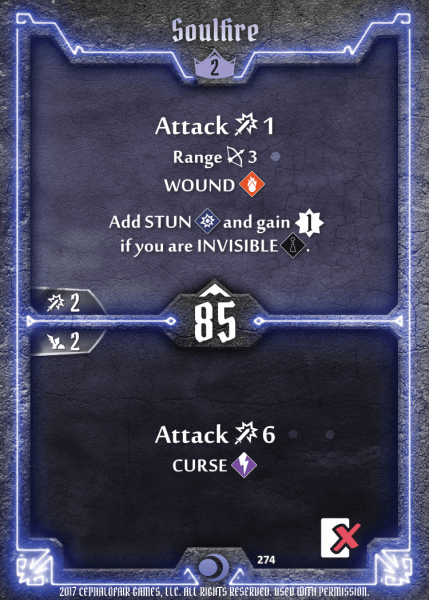 Soulfire
2
Attack 1
Range 3
WOUND
Add STUN and gain 1
if you are INVISIBLE .
2
85
2
Attack 6
CURSE
274
2017 CEPHALOFAIR GAMES, LLC. ALL RIGHTS RESERVED. USED WITH PERMISSION.